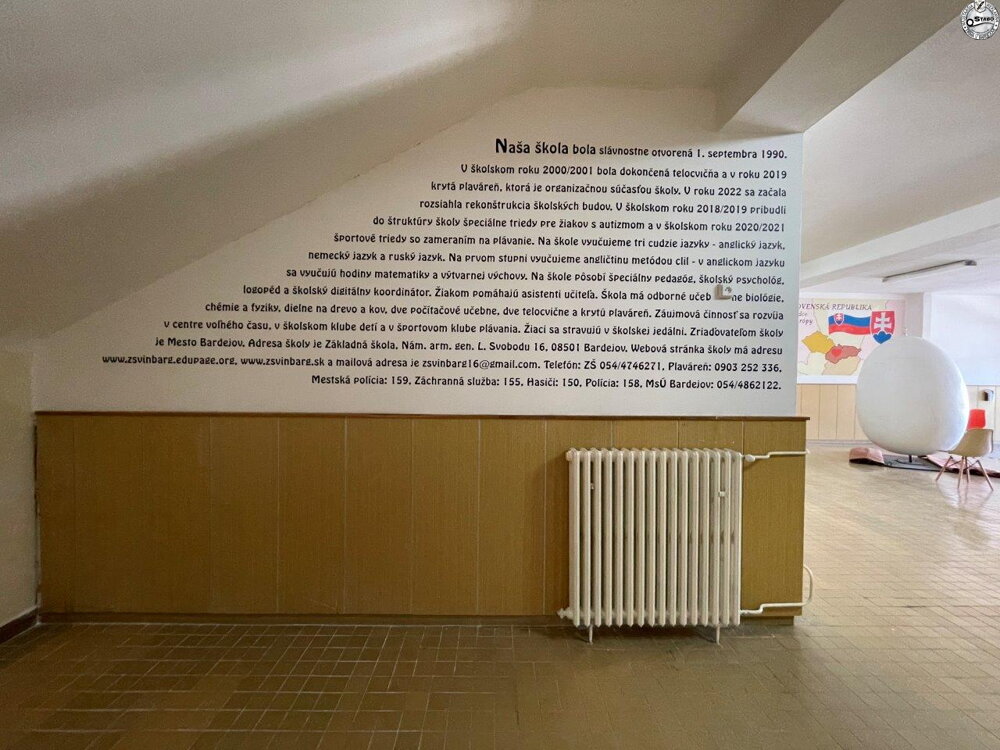 Naša škola bola slávnostne otvorená 1. septembra 1990.
V školskom roku 2000/2001 bola dokončená telocvičňa a v roku 2019
krytá plaváreň, ktorá je organizačnou súčasťou školy. V roku 2022 sa začala
rozsiahla rekonštrukcia školských budov. V školskom roku 2018/2019 pribudli
do štruktúry školy špeciálne triedy pre žiakov s autizmom a v školskom roku 2020/2021
športové triedy so zameraním na plávanie. Na škole vyučujeme tri cudzie jazyky - anglický jazyk,
nemecký jazyk a ruský jazyk. Na prvom stupni vyučujeme angličtinu metódou clil - v anglickom jazyku
sa vyučujú hodiny matematiky a výtvarnej výchovy. Na škole pôsobí špeciálny pedagóg, školský psychológ,
logopéd a školský digitálny koordinátor. Žiakom pomáhajú asistenti učiteľa. Škola má odborné učeb ne biológie,
chémie a fyziky, dielne na drevo a kov, dve počítačové učebne, dve telocvične a krytú plaváreň. Záujmová činnosť sa rozvíja
v centre voľného času, v školskom klube detí a v športovom klube plávania. Žiaci sa stravujú v školskej jedálni. Zriaďovateľom školy
je Mesto Bardejov. Adresa školy je Základná škola, Nám. arm. gen. L. Svobodu 16, 08501 Bardejov. Webová stránka školy má adresu
www.zsvinbarg.edupage.org, www.zsvinbarg.sk a mailová adresa je zsvinbarg16@gmail.com. Telefón: ZŠ 054/4746271, Plaváreň: 0903 252 336,
Mestská polícia: 159, Záchranná služba: 155, Hasiči: 150, Polícia: 158, MsÚ Bardejov: 054/4862122.
SLOVENSKÁ REPUBLIKA
STABO